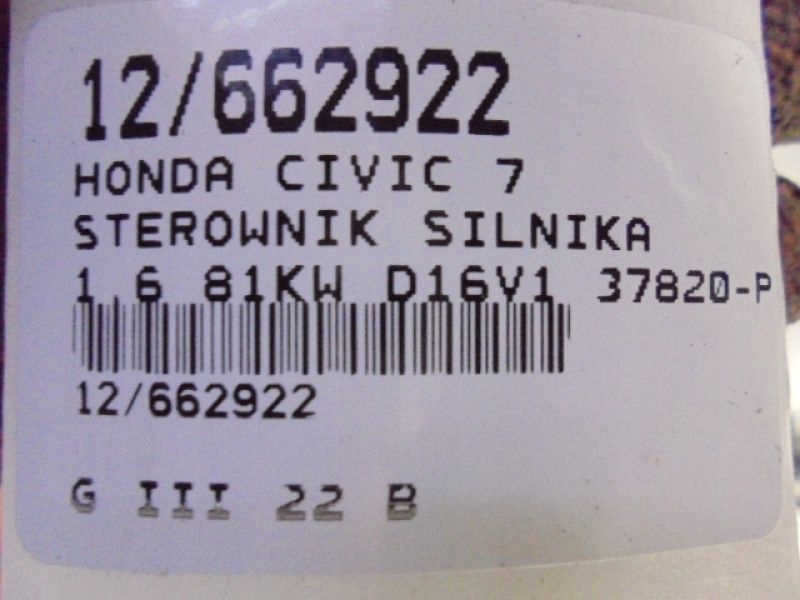 12/662922
HONDA CIVIC 7
STEROWNIK SILNIKA
1,6 81KW D16V1 37820-P
12/662922
G III 22 B